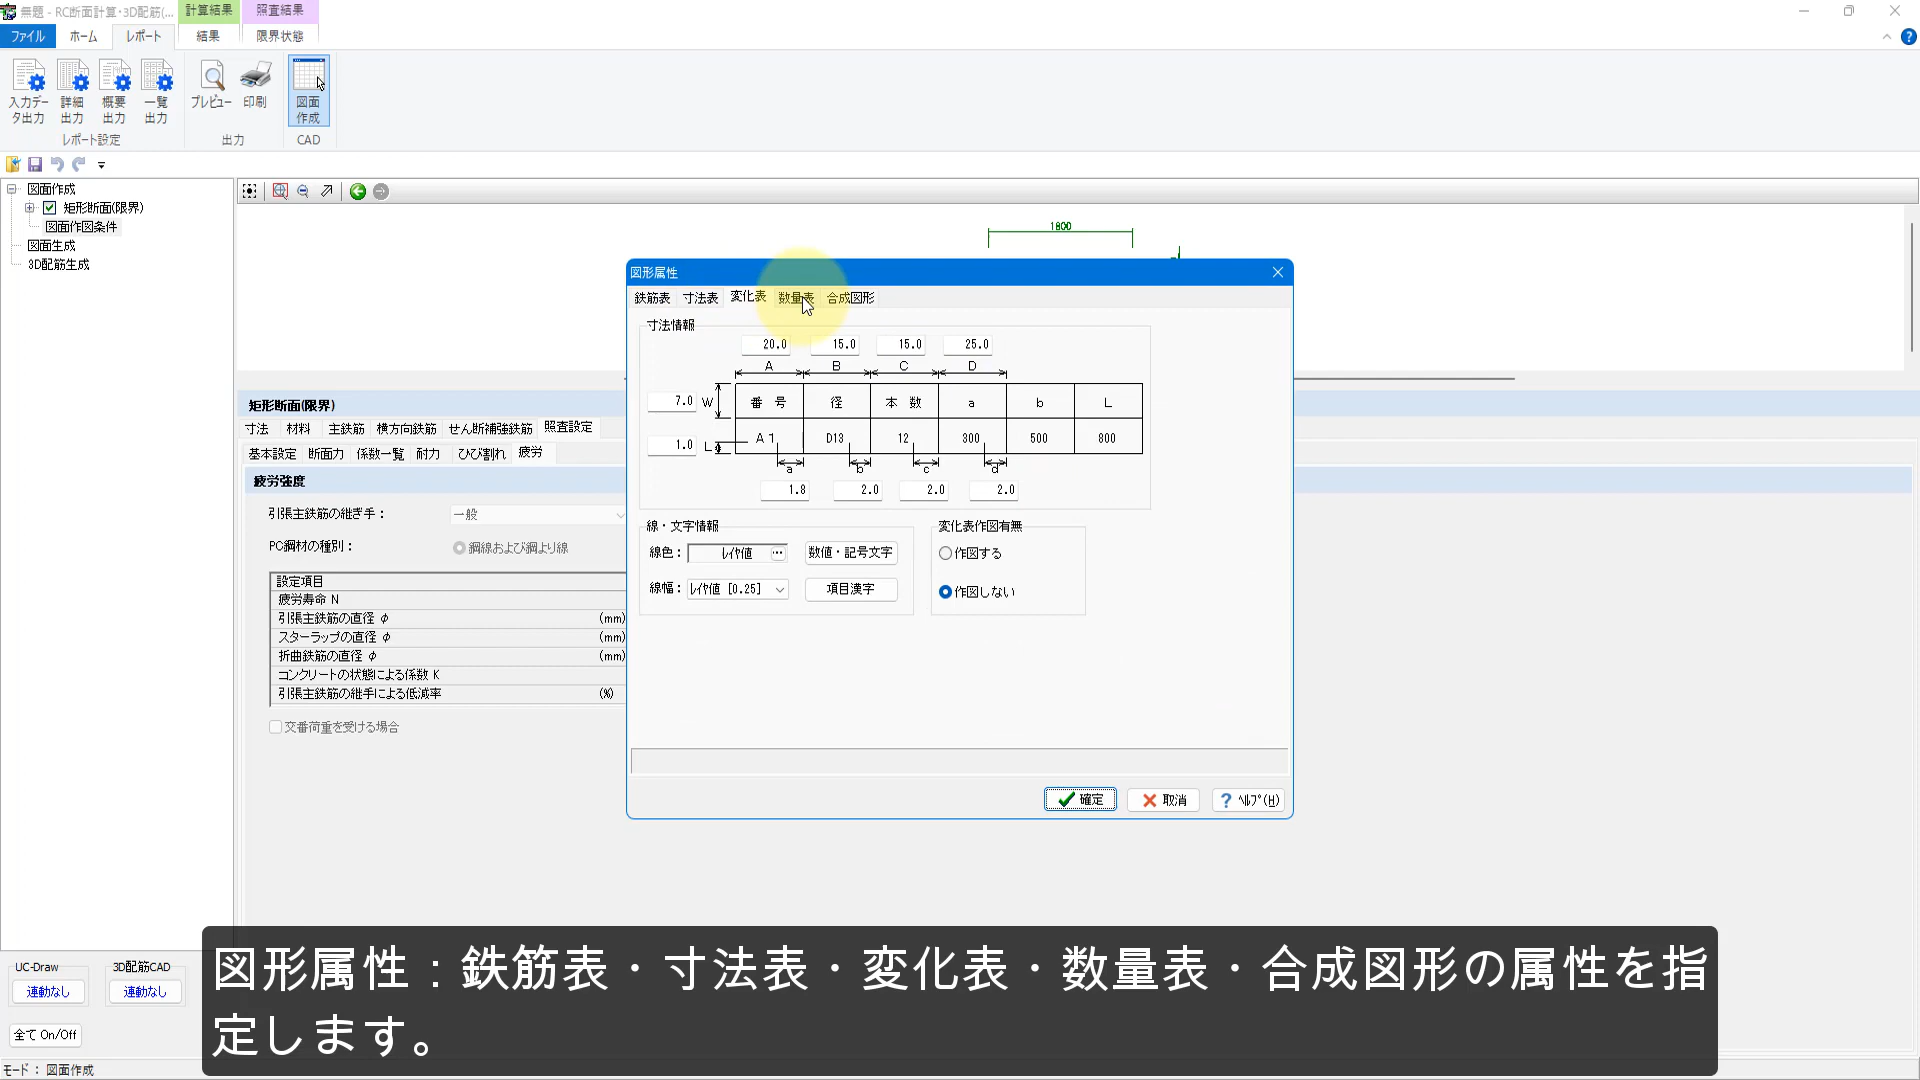 無題 - RC断面計算・3D配筋(...
計算結果
照査結果
ファイル
ホーム
レポート
結果
限界状態
入力デー
タ出力
詳細
出力
概要
出力
一覧
出力
プレビュー
印刷
図面
作成
レポート設定
出力
CAD
図面作成
矩形断面(限界)
図面作図条件
図面生成
3D配筋生成
1800
図形属性
鉄筋表 寸法表 変化表 数量表 合成図形
寸法情報
20.0 15.0 15.0 25.0
A B C D
7.0 W 番 号 径 本 数 a b L
1.0 L A 1 D13 12 300 500 800
a b c d
1.8 2.0 2.0 2.0
線・文字情報
線色： ﾚｲﾔ値 ... 数値・記号文字
線幅： ﾚｲﾔ値 [0.25] 項目漢字
変化表作図有無
作図する
作図しない
確定 取消 ﾍﾙﾌﾟ(H)
矩形断面(限界)
寸法 材料 主鉄筋 横方向鉄筋 せん断補強鉄筋 照査設定
基本設定 断面力 係数一覧 耐力 ひび割れ 疲労
疲労強度
引張主鉄筋の継ぎ手： 一般
PC鋼材の種別： 鋼線および鋼より線
設定項目
疲労寿命 N
引張主鉄筋の直径 φ (mm)
スターラップの直径 φ (mm)
折曲鉄筋の直径 φ (mm)
コンクリートの状態による係数 K
引張主鉄筋の継手による低減率 (%)
交番荷重を受ける場合
UC-Draw
連動なし
3D配筋CAD
連動なし
全て On/Off
モード： 図面作成
図形属性：鉄筋表・寸法表・変化表・数量表・合成図形の属性を指
定します。